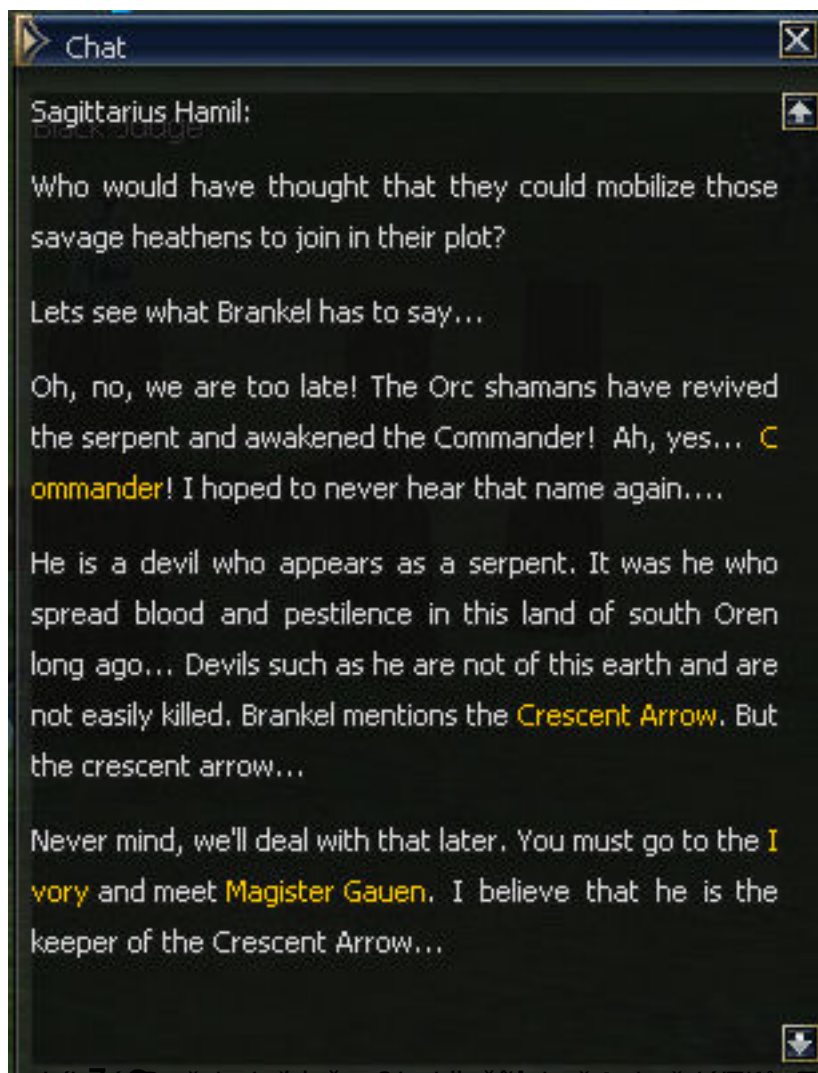 Chat
Sagittarius Hamil:
Black Judge
Who would have thought that they could mobilize those
savage heathens to join in their plot?
Lets see what Brankel has to say...
Oh, no, we are too late! The Orc shamans have revived
the serpent and awakened the Commander! Ah, yes... C
ommander! I hoped to never hear that name again....
He is a devil who appears as a serpent. It was he who
spread blood and pestilence in this land of south Oren
long ago... Devils such as he are not of this earth and are
not easily killed. Brankel mentions the Crescent Arrow. But
the crescent arrow...
Never mind, we'll deal with that later. You must go to the I
vory and meet Magister Gauen. I believe that he is the
keeper of the Crescent Arrow...